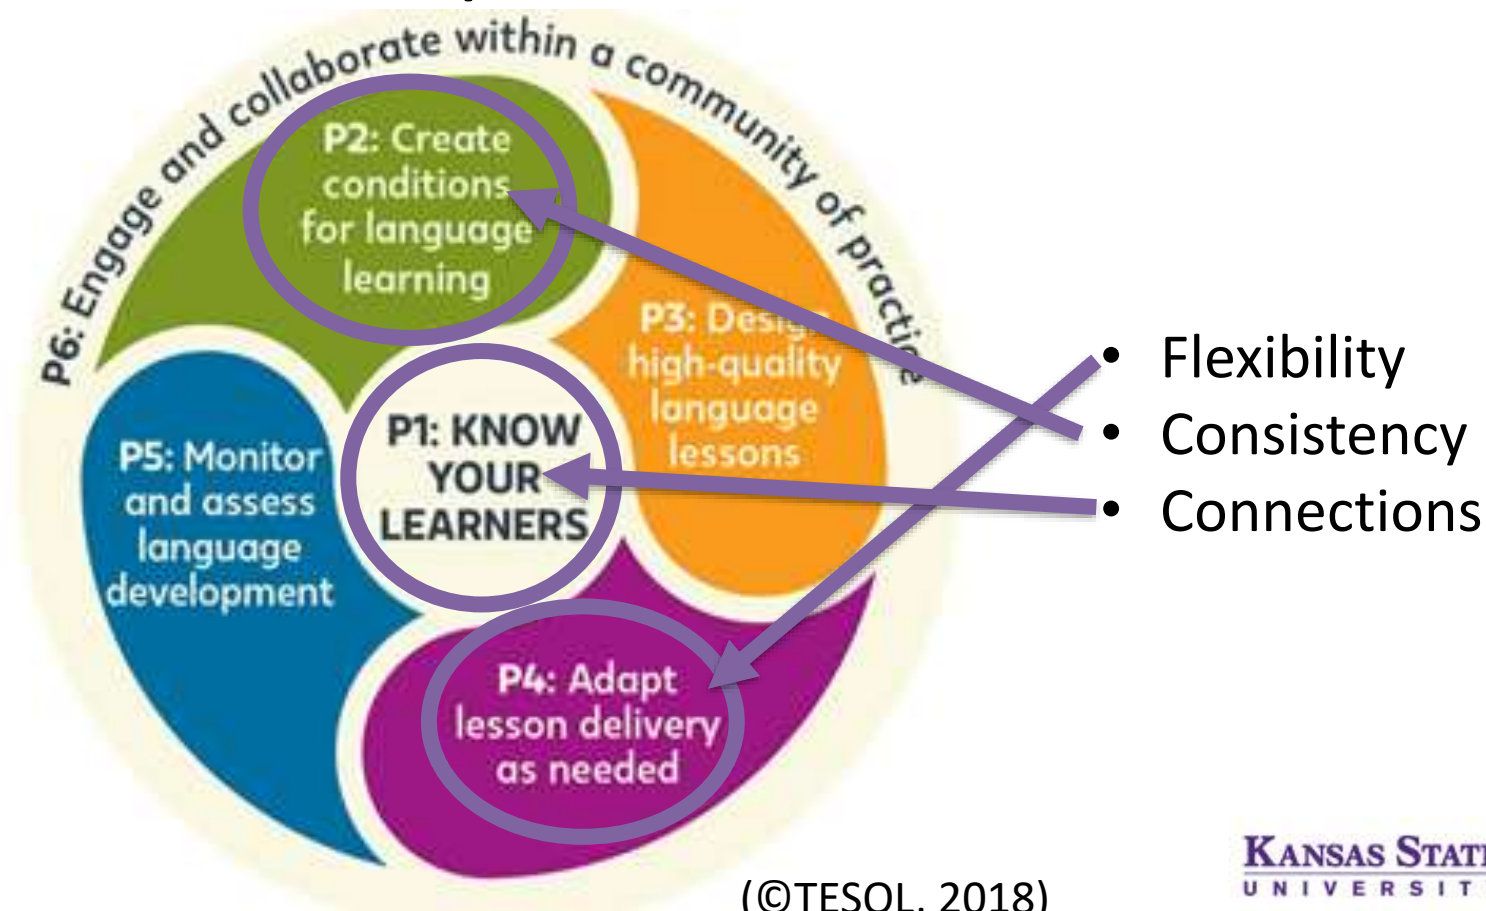 P6: Engage and collaborate within a community of practice
P2: Create
conditions
for language
learning
P3: Design
high-quality
language
lessons
P1: KNOW
YOUR
LEARNERS
P5: Monitor
and assess
language
development
P4: Adapt
lesson delivery
as needed
• Flexibility
• Consistency
• Connections
(©TESOL, 2018)
KANSAS STATE
UNIVERSIT